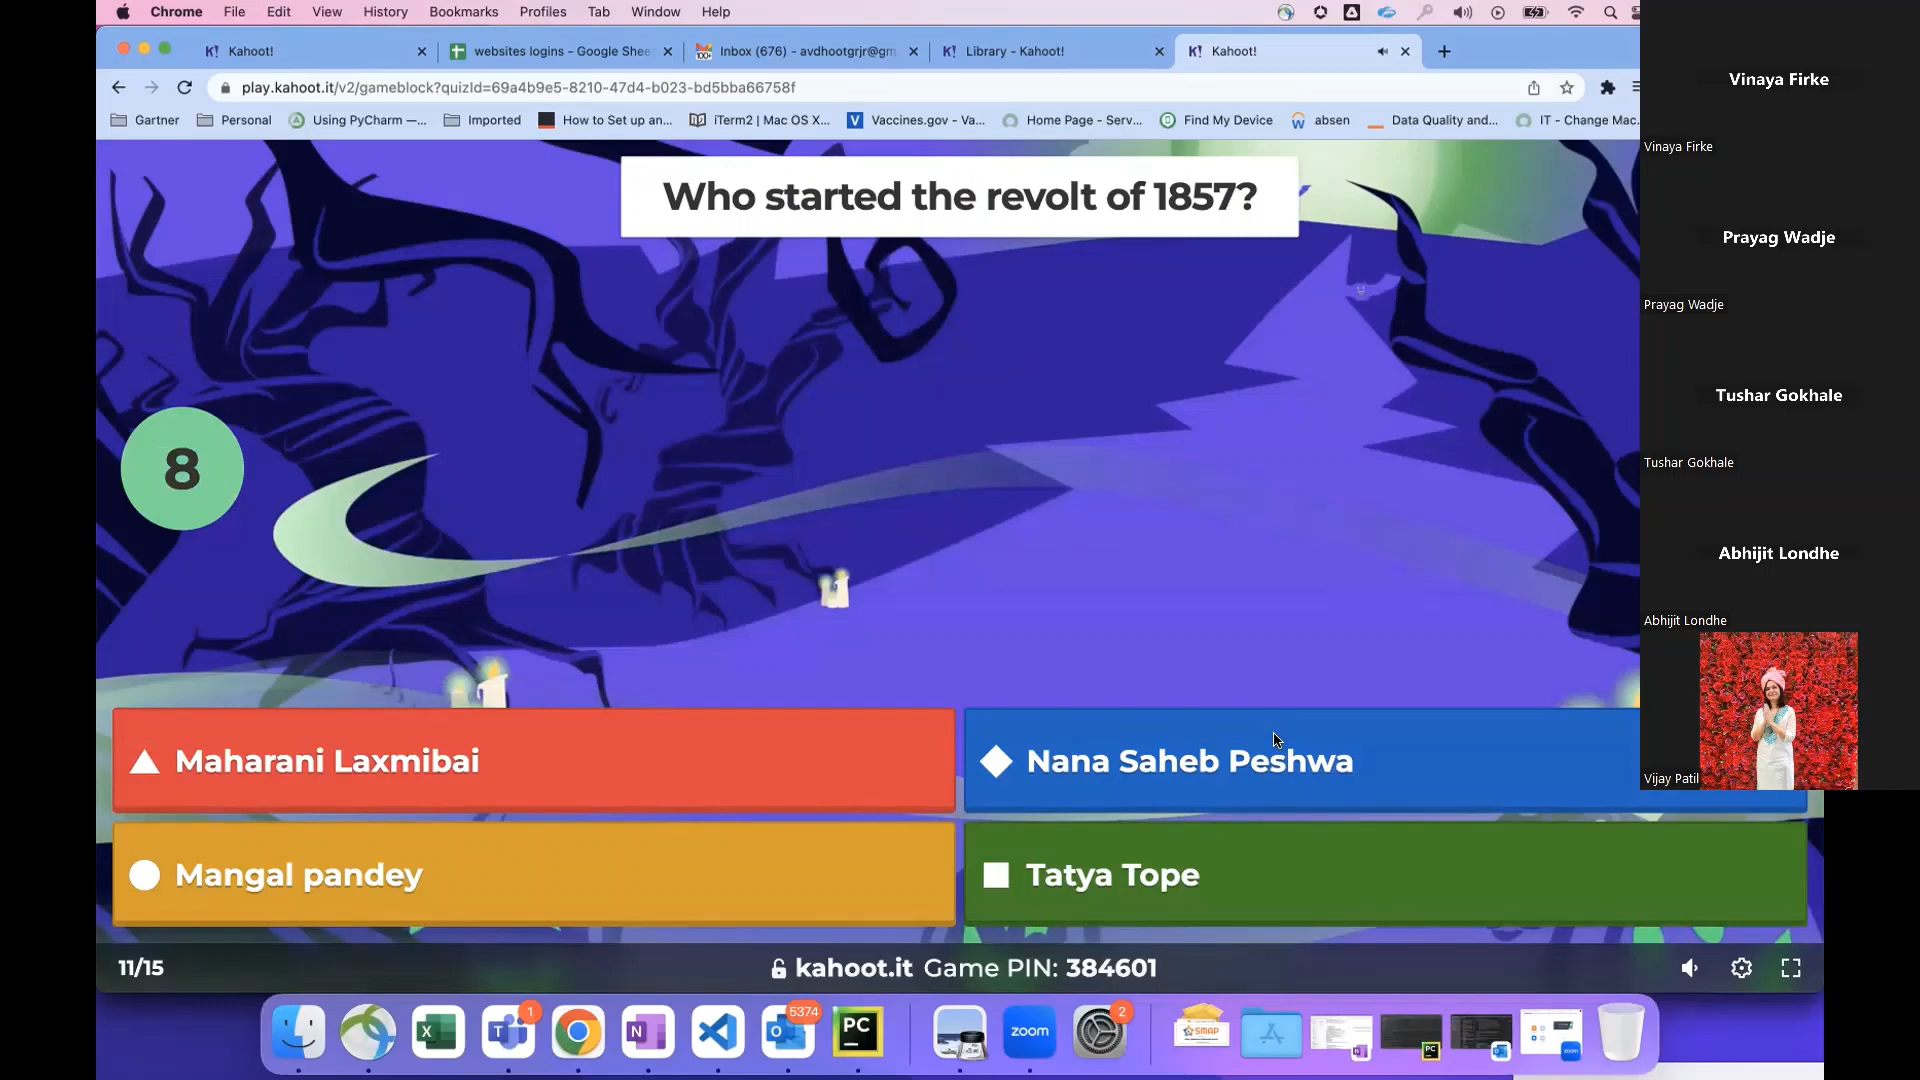 Chrome File Edit View History Bookmarks Profiles Tab Window Help
Kahoot! websites logins - Google Shee Inbox (676) - avdhootgrjr@gm Library - Kahoot! Kahoot!
play.kahoot.it/v2/gameblock?quizId=69a4b9e5-8210-47d4-b023-bd5bba66758f
Gartner Personal Using PyCharm —... Imported How to Set up an... iTerm2 | Mac OS X... Vaccines.gov - Va... Home Page - Serv... Find My Device absen Data Quality and... IT - Change Mac.
Who started the revolt of 1857?
8
Maharani Laxmibai
Nana Saheb Peshwa
Mangal pandey
Tatya Tope
11/15
kahoot.it Game PIN: 384601
Vinaya Firke
Vinaya Firke
Prayag Wadje
Prayag Wadje
Tushar Gokhale
Tushar Gokhale
Abhijit Londhe
Abhijit Londhe
Vijay Patil
1
5374
PC
zoom
2
SMAP